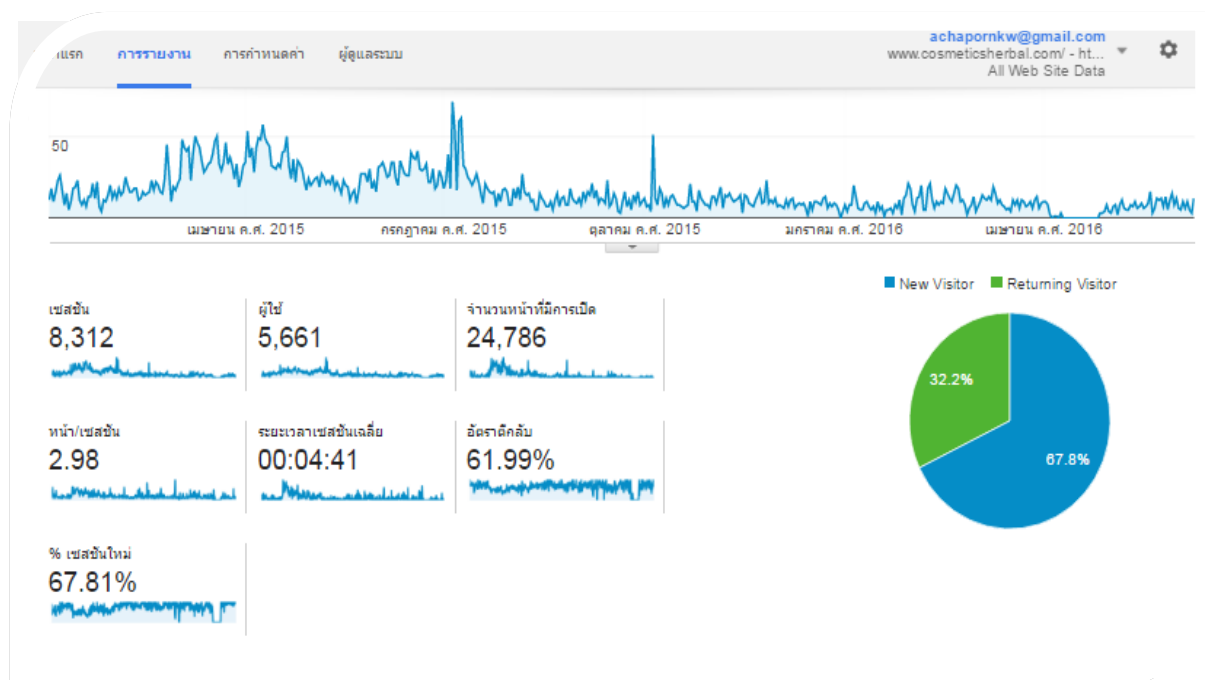 การรายงาน
การกำหนดค่า
ผู้ดูแลระบบ
achapornkw@gmail.com
www.cosmeticsherbal.com/ - ht...
All Web Site Data
50
เมษายน ค.ศ. 2015
กรกฎาคม ค.ศ. 2015
ตุลาคม ค.ศ. 2015
มกราคม ค.ศ. 2016
เมษายน ค.ศ. 2016
New Visitor
Returning Visitor
เซสชัน
8,312
ผู้ใช้
5,661
จำนวนหน้าที่มีการเปิด
24,786
หน้า/เซสชัน
2.98
ระยะเวลาเซสชันเฉลี่ย
00:04:41
อัตราตีกลับ
61.99%
32.2%
67.8%
% เซสชันใหม่
67.81%